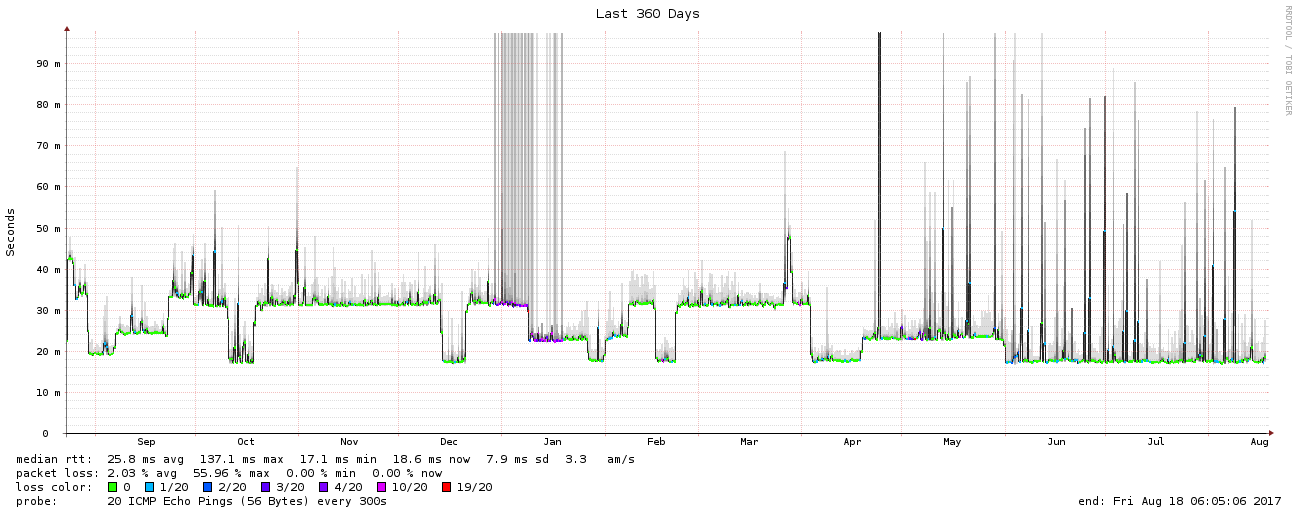 Last 360 Days
RRDTOOL / TOBI OETIKER
Seconds
90 m
80 m
70 m
60 m
50 m
40 m
30 m
20 m
10 m
0
Sep Oct Nov Dec Jan Feb Mar Apr May Jun Jul Aug
median rtt: 25.8 ms avg 137.1 ms max 17.1 ms min 18.6 ms now 7.9 ms sd 3.3 am/s
packet loss: 2.03 % avg 55.96 % max 0.00 % min 0.00 % now
loss color: 0 1/20 2/20 3/20 4/20 10/20 19/20
probe: 20 ICMP Echo Pings (56 Bytes) every 300s end: Fri Aug 18 06:05:06 2017